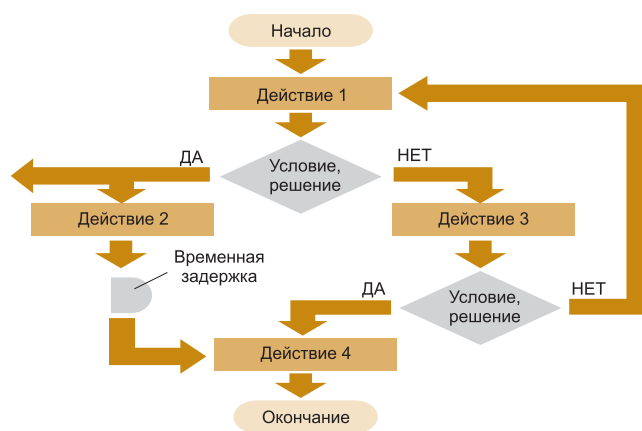 Начало
Действие 1
ДА
Условие,
решение
НЕТ
Действие 2
Действие 3
Временная
задержка
ДА
Условие,
решение
НЕТ
Действие 4
Окончание